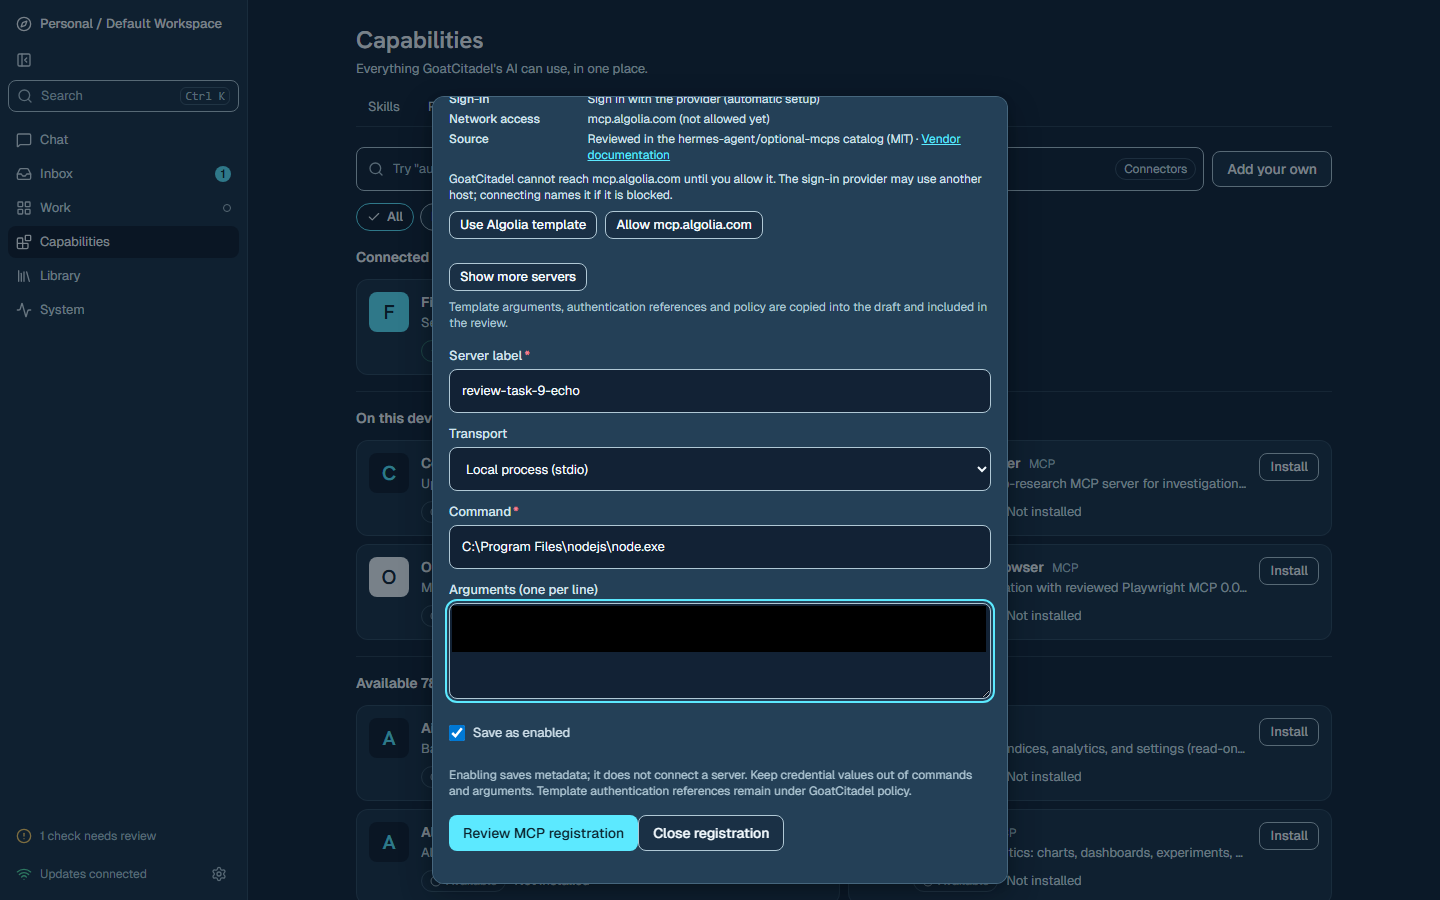 Personal / Default Workspace
Search
Ctrl K
Chat
Inbox
1
Work
Capabilities
Library
System
1 check needs review
Updates connected
Capabilities
Everything GoatCitadel's AI can use, in one place.
Skills
Try "au
Connectors
Add your own
All
Connected
F
On this dev
C
MCP
Install
-research MCP server for investigation…
Not installed
O
owser MCP
Install
ation with reviewed Playwright MCP 0.0…
Not installed
Available 78
A
Install
ndices, analytics, and settings (read-on…
Not installed
A
Install
tics: charts, dashboards, experiments, …
Not installed
Sign-in
Sign in with the provider (automatic setup)
Network access
mcp.algolia.com (not allowed yet)
Source
Reviewed in the hermes-agent/optional-mcps catalog (MIT) · Vendor
documentation
GoatCitadel cannot reach mcp.algolia.com until you allow it. The sign-in provider may use another
host; connecting names it if it is blocked.
Use Algolia template
Allow mcp.algolia.com
Show more servers
Template arguments, authentication references and policy are copied into the draft and included in
the review.
Server label *
review-task-9-echo
Transport
Local process (stdio)
Command *
C:\Program Files\nodejs\node.exe
Arguments (one per line)
Save as enabled
Enabling saves metadata; it does not connect a server. Keep credential values out of commands
and arguments. Template authentication references remain under GoatCitadel policy.
Review MCP registration
Close registration